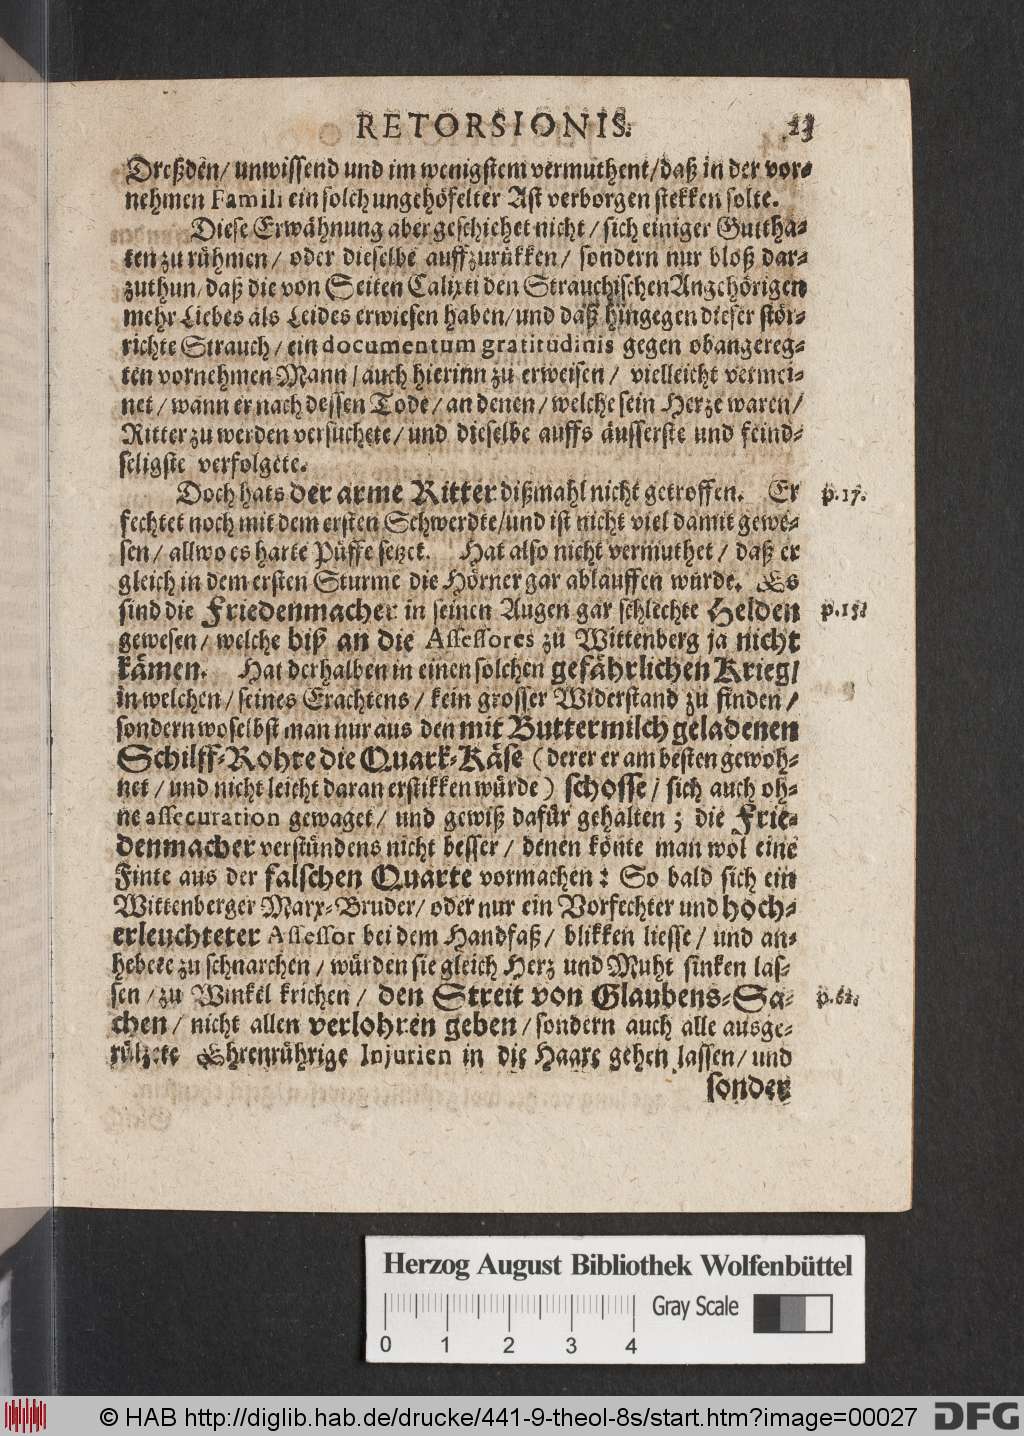 RETORSIONIS. 23
Dreßden/ unwissend und im wenigstem vermuthent/ daß in der vor-
nehmen Famili ein solch ungehöfelter Ast verborgen stekken solte.
Diese Erwähnung aber geschiehet nicht/ sich einiger Guttha-
ten zu rühmen/ oder dieselbe auffzurükken/ sondern nur bloß dar-
zuthun/ daß die von Seiten Calixti den Strauchischen Angehörigen
mehr Liebes als Leides erwiesen haben/ und daß hingegen dieser stör-
richte Strauch/ ein documentum gratitudinis gegen obangereg-
ten vornehmen Mann/ auch hierinn zu erweisen/ vielleicht vermei-
net/ wann er nach dessen Tode/ an denen/ welche sein Herze waren/
Ritter zu werden versuchete/ und dieselbe auffs äusserste und feind-
seligste verfolgete.
Doch hats der arme Ritter dißmahl nicht getroffen. Er p. 17.
fechtet noch mit dem ersten Schwerdte/ und ist nicht viel damit gewe-
sen/ allwo es harte Püffe setzet. Hat also nicht vermuthet/ daß er
gleich in dem ersten Sturme die Hörner gar ablauffen würde. Es
sind die Friedenmacher in seinen Augen gar schlechte Helden p. 15.
gewesen/ welche biß an die Assessores zu Wittenberg ja nicht
kämen. Hat derhalben in einen solchen gefährlichen Krieg/
in welchen/ seines Erachtens/ kein grosser Widerstand zu finden/
sondern woselbst man nur aus den mit Buttermilch geladenen
Schilff-Rohre die Quark-Käse (derer er am besten gewoh-
net/ und nicht leicht daran erstikken würde) schosse/ sich auch oh-
ne assecuration gewaget/ und gewiß dafür gehalten; die Frie-
denmacher verstündens nicht besser/ denen könte man wol eine
Finte aus der falschen Quarte vormachen: So bald sich ein
Wittenberger Marx-Bruder/ oder nur ein Vorfechter und hoch-
erleuchteter Assessor bei dem Handfaß/ blikken liesse/ und an-
hebete zu schnarchen/ würden sie gleich Herz und Muht sinken las-
sen/ zu Winkel krichen/ den Streit von Glaubens-Sa- p. 62.
chen/ nicht allen verlohren geben/ sondern auch alle ausge-
rülzete Ehrenrührige Injurien in die Haare gehen lassen/ und
sonder
Herzog August Bibliothek Wolfenbüttel
Gray Scale
0 1 2 3 4
© HAB http://diglib.hab.de/drucke/441-9-theol-8s/start.htm?image=00027 DFG